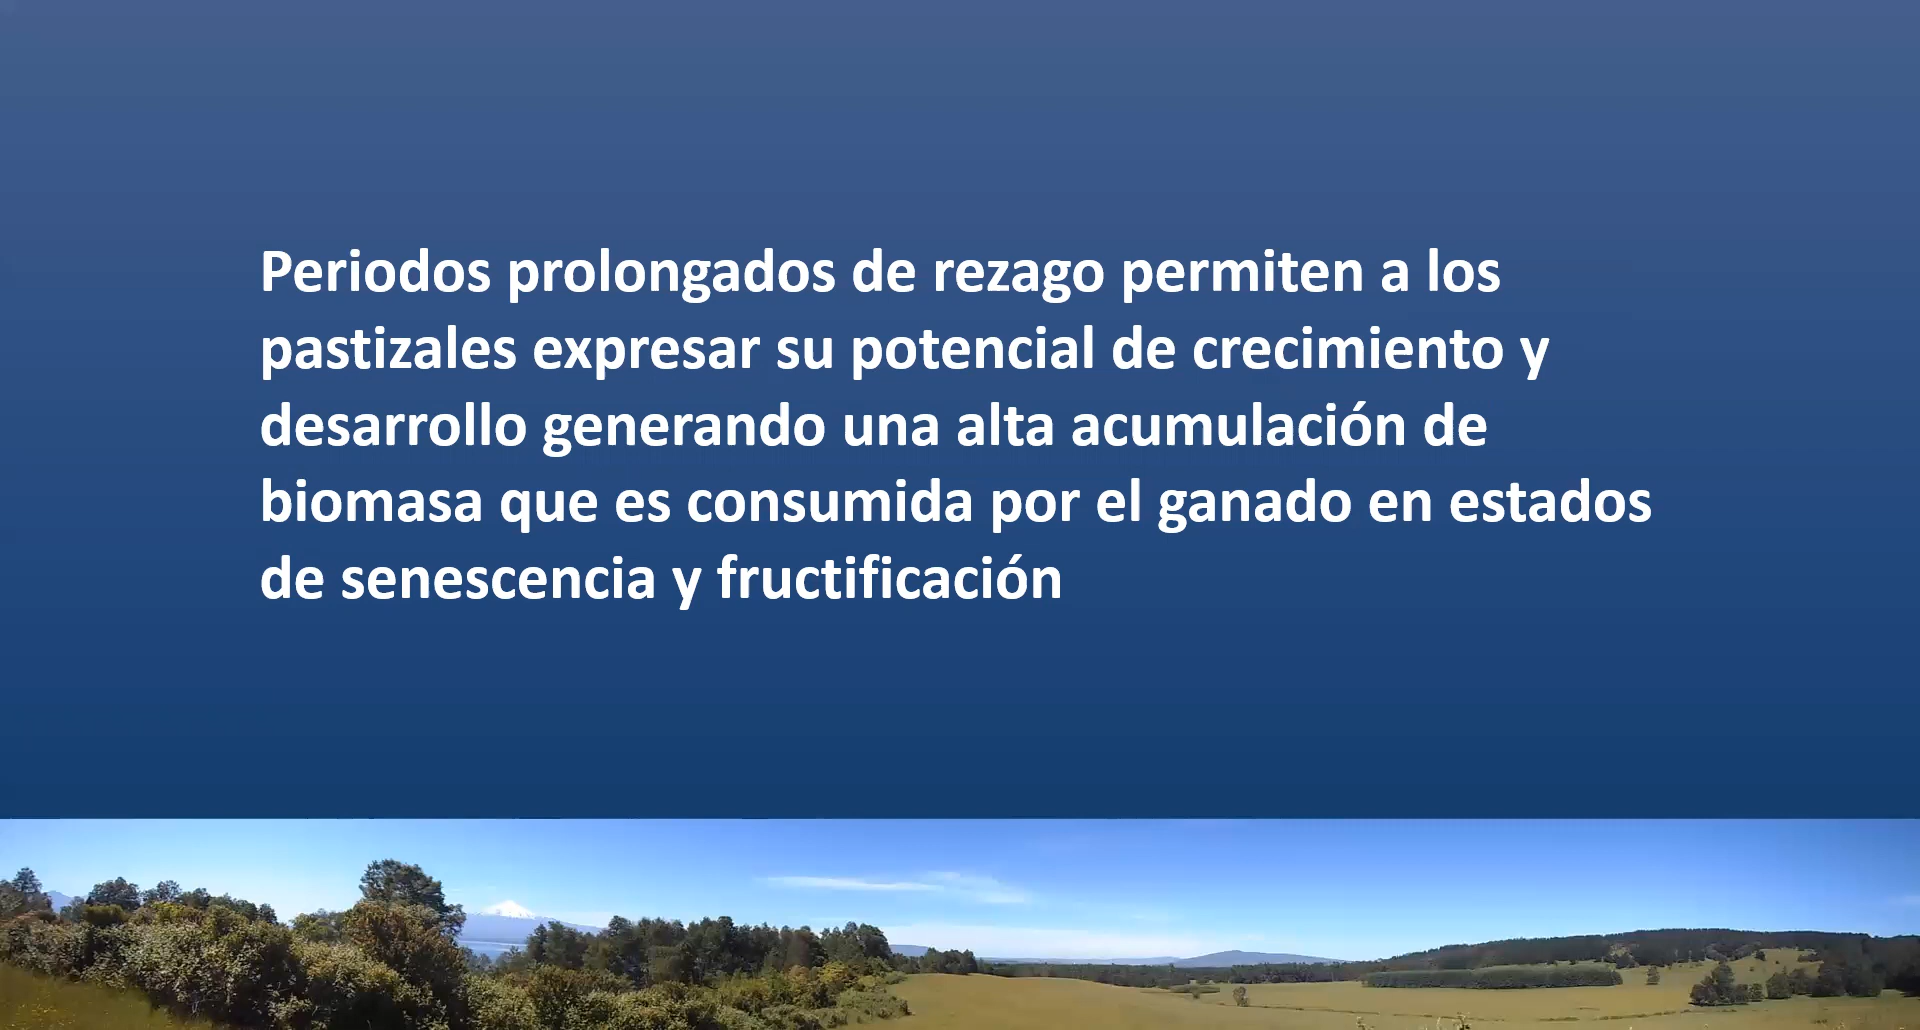 Periodos prolongados de rezago permiten a los
pastizales expresar su potencial de crecimiento y
desarrollo generando una alta acumulación de
biomasa que es consumida por el ganado en estados
de senescencia y fructificación